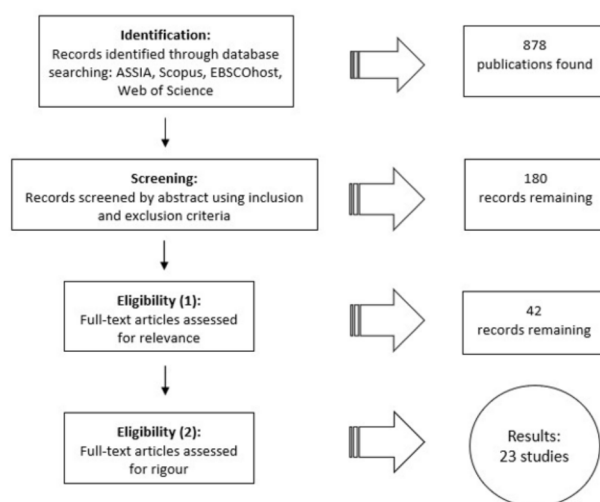 Identification:
Records identified through database
searching: ASSIA, Scopus, EBSCOhost,
Web of Science
878
publications found
Screening:
Records screened by abstract using inclusion
and exclusion criteria
180
records remaining
Eligibility (1):
Full-text articles assessed
for relevance
42
records remaining
Eligibility (2):
Full-text articles assessed
for rigour
Results:
23 studies